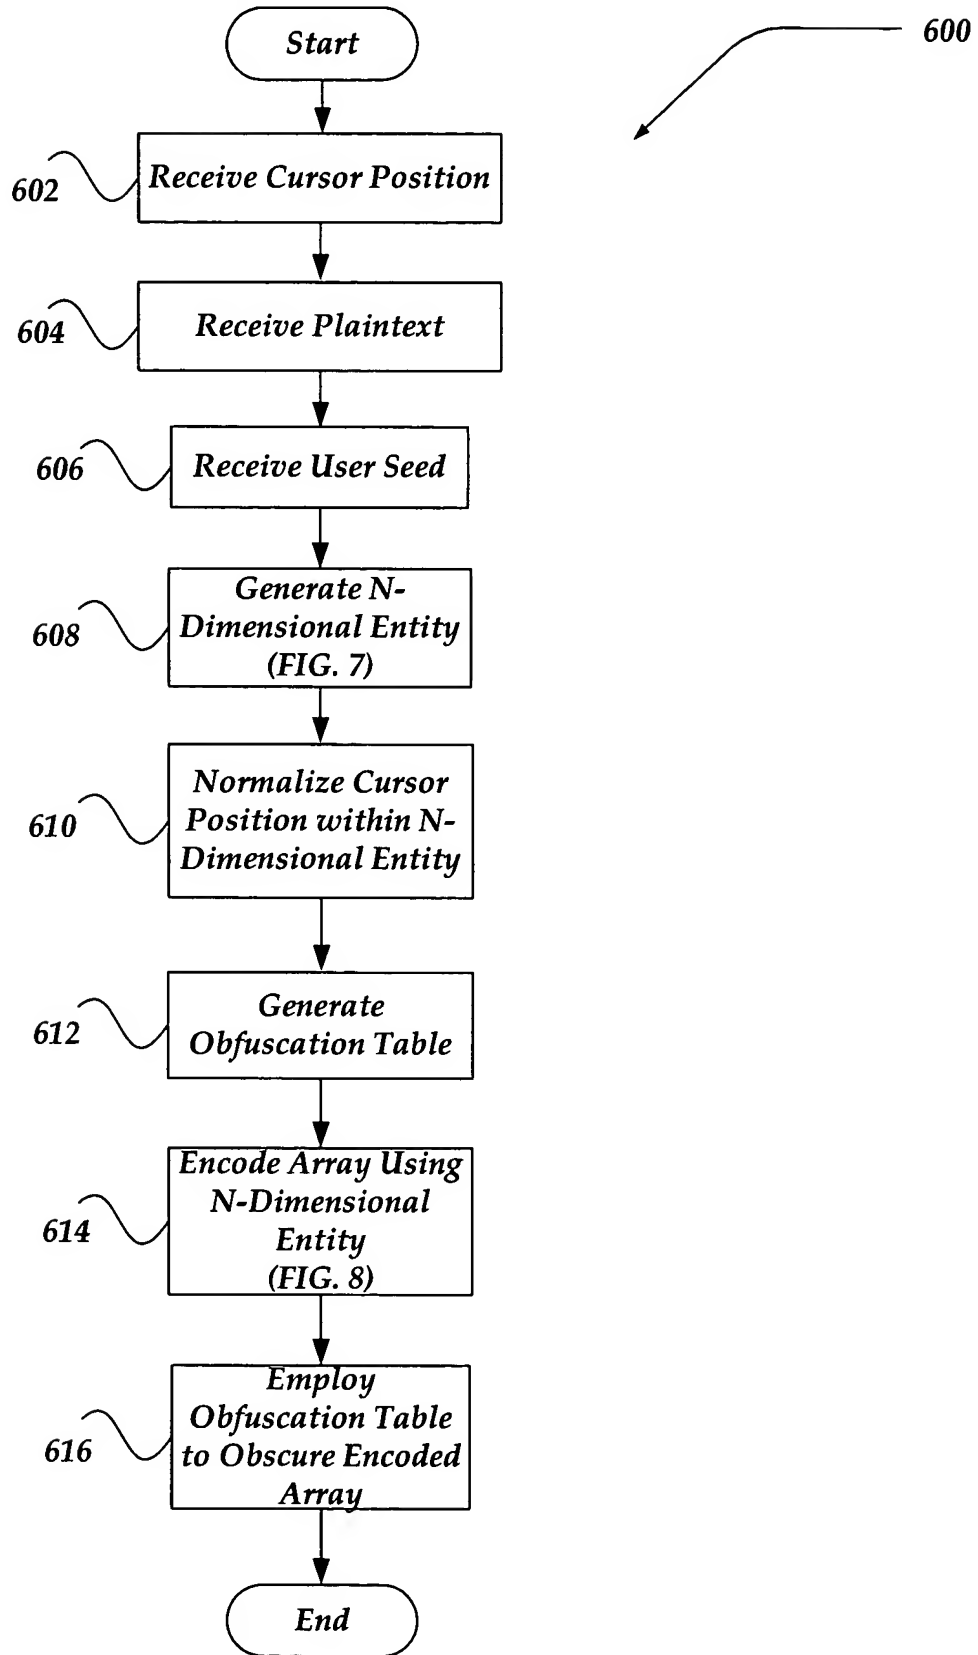 Start
600
Receive Cursor Position
602
Receive Plaintext
604
Receive User Seed
606
Generate N-
Dimensional Entity
(FIG. 7)
608
Normalize Cursor
Position within N-
Dimensional Entity
610
Generate
Obfuscation Table
612
Encode Array Using
N-Dimensional
Entity
(FIG. 8)
614
Employ
Obfuscation Table
to Obscure Encoded
Array
616
End